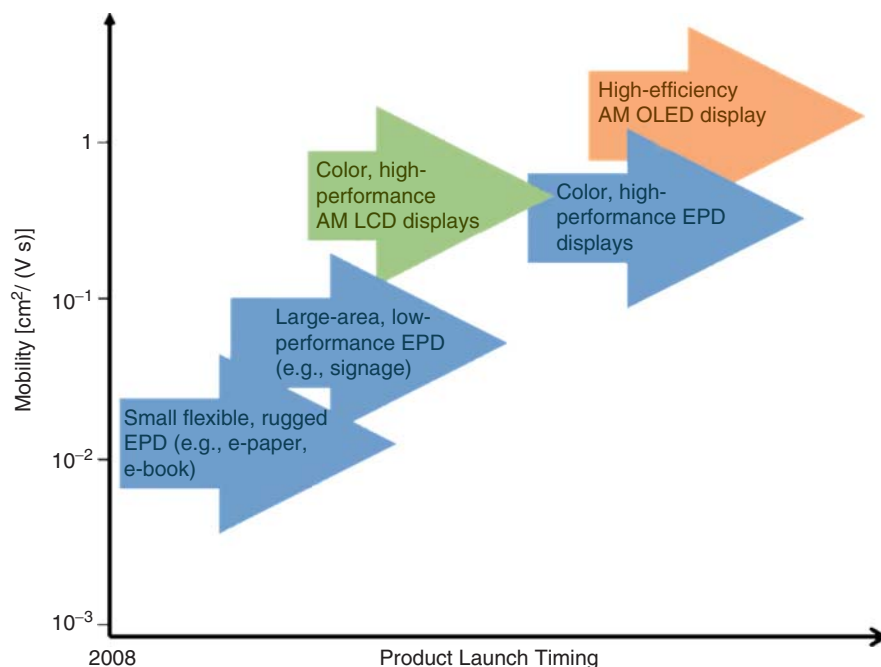 Mobility [cm²/ (V s)]
1
10⁻¹
10⁻²
10⁻³
High-efficiency
AM OLED display
Color, high-
performance
AM LCD displays
Color, high-
performance EPD
displays
Large-area, low-
performance EPD
(e.g., signage)
Small flexible, rugged
EPD (e.g., e-paper,
e-book)
2008
Product Launch Timing